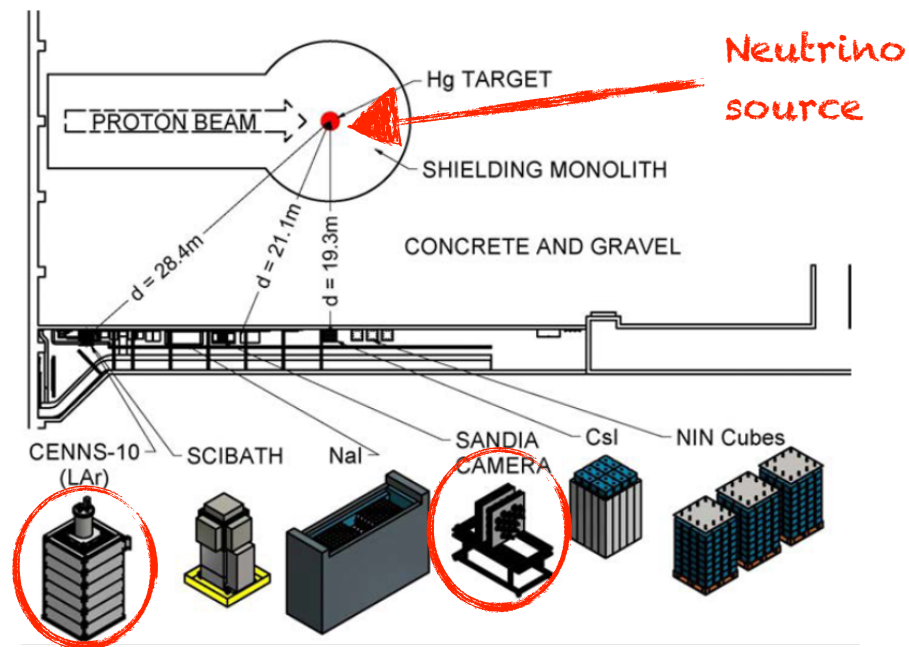 Neutrino
source
Hg TARGET
PROTON BEAM
SHIELDING MONOLITH
CONCRETE AND GRAVEL
d = 28.4m
d = 21.1m
d = 19.3m
CENNS-10
(LAr)
SCIBATH
NaI
SANDIA
CAMERA
CsI
NIN Cubes